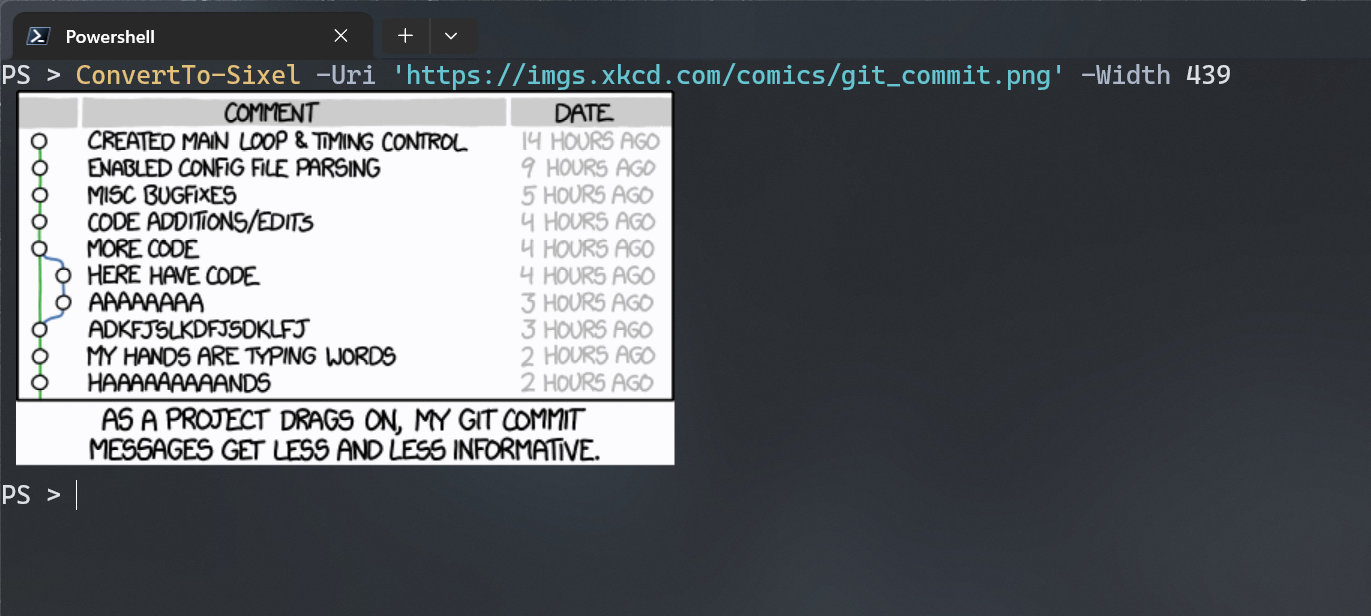 Powershell
PS > ConvertTo-Sixel -Uri 'https://imgs.xkcd.com/comics/git_commit.png' -Width 439
COMMENT DATE
CREATED MAIN LOOP & TIMING CONTROL 14 HOURS AGO
ENABLED CONFIG FILE PARSING 9 HOURS AGO
MISC BUGFIXES 5 HOURS AGO
CODE ADDITIONS/EDITS 4 HOURS AGO
MORE CODE 4 HOURS AGO
HERE HAVE CODE 4 HOURS AGO
AAAAAAAA 3 HOURS AGO
ADKFJSLKDFJSDKLFJ 3 HOURS AGO
MY HANDS ARE TYPING WORDS 2 HOURS AGO
HAAAAAAAAANDS 2 HOURS AGO
AS A PROJECT DRAGS ON, MY GIT COMMIT
MESSAGES GET LESS AND LESS INFORMATIVE.
PS >